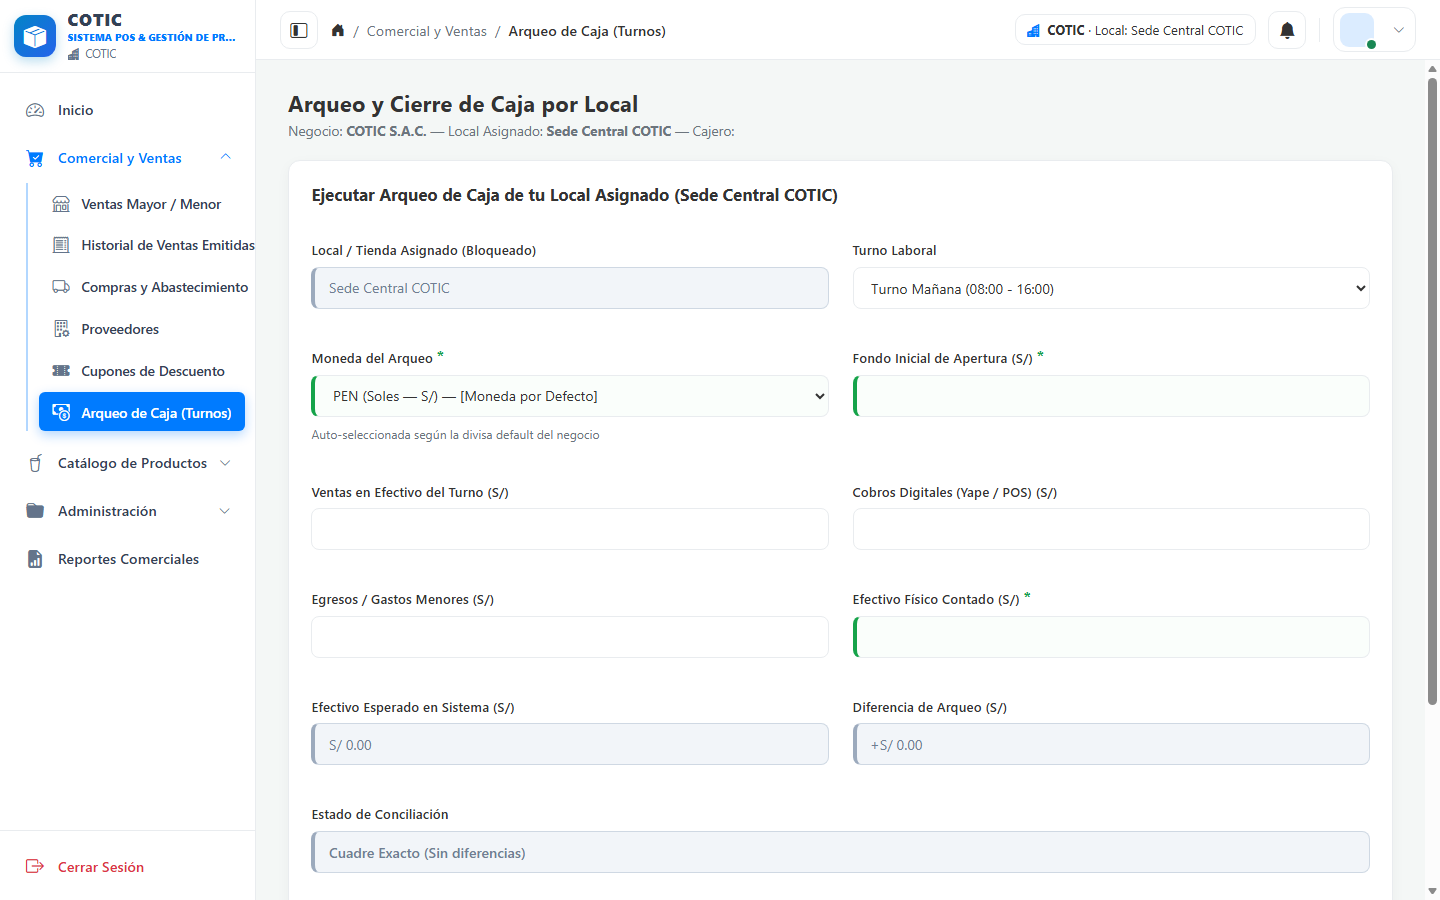 COTIC
SISTEMA POS & GESTIÓN DE PR...
COTIC
Inicio
Comercial y Ventas
Ventas Mayor / Menor
Historial de Ventas Emitidas
Compras y Abastecimiento
Proveedores
Cupones de Descuento
Arqueo de Caja (Turnos)
Catálogo de Productos
Administración
Reportes Comerciales
Cerrar Sesión
/ Comercial y Ventas / Arqueo de Caja (Turnos)
COTIC · Local: Sede Central COTIC
Arqueo y Cierre de Caja por Local
Negocio: COTIC S.A.C. — Local Asignado: Sede Central COTIC — Cajero:
Ejecutar Arqueo de Caja de tu Local Asignado (Sede Central COTIC)
Local / Tienda Asignado (Bloqueado)
Sede Central COTIC
Turno Laboral
Turno Mañana (08:00 - 16:00)
Moneda del Arqueo *
PEN (Soles — S/) — [Moneda por Defecto]
Auto-seleccionada según la divisa default del negocio
Fondo Inicial de Apertura (S/) *
Ventas en Efectivo del Turno (S/)
Cobros Digitales (Yape / POS) (S/)
Egresos / Gastos Menores (S/)
Efectivo Físico Contado (S/) *
Efectivo Esperado en Sistema (S/)
S/ 0.00
Diferencia de Arqueo (S/)
+S/ 0.00
Estado de Conciliación
Cuadre Exacto (Sin diferencias)